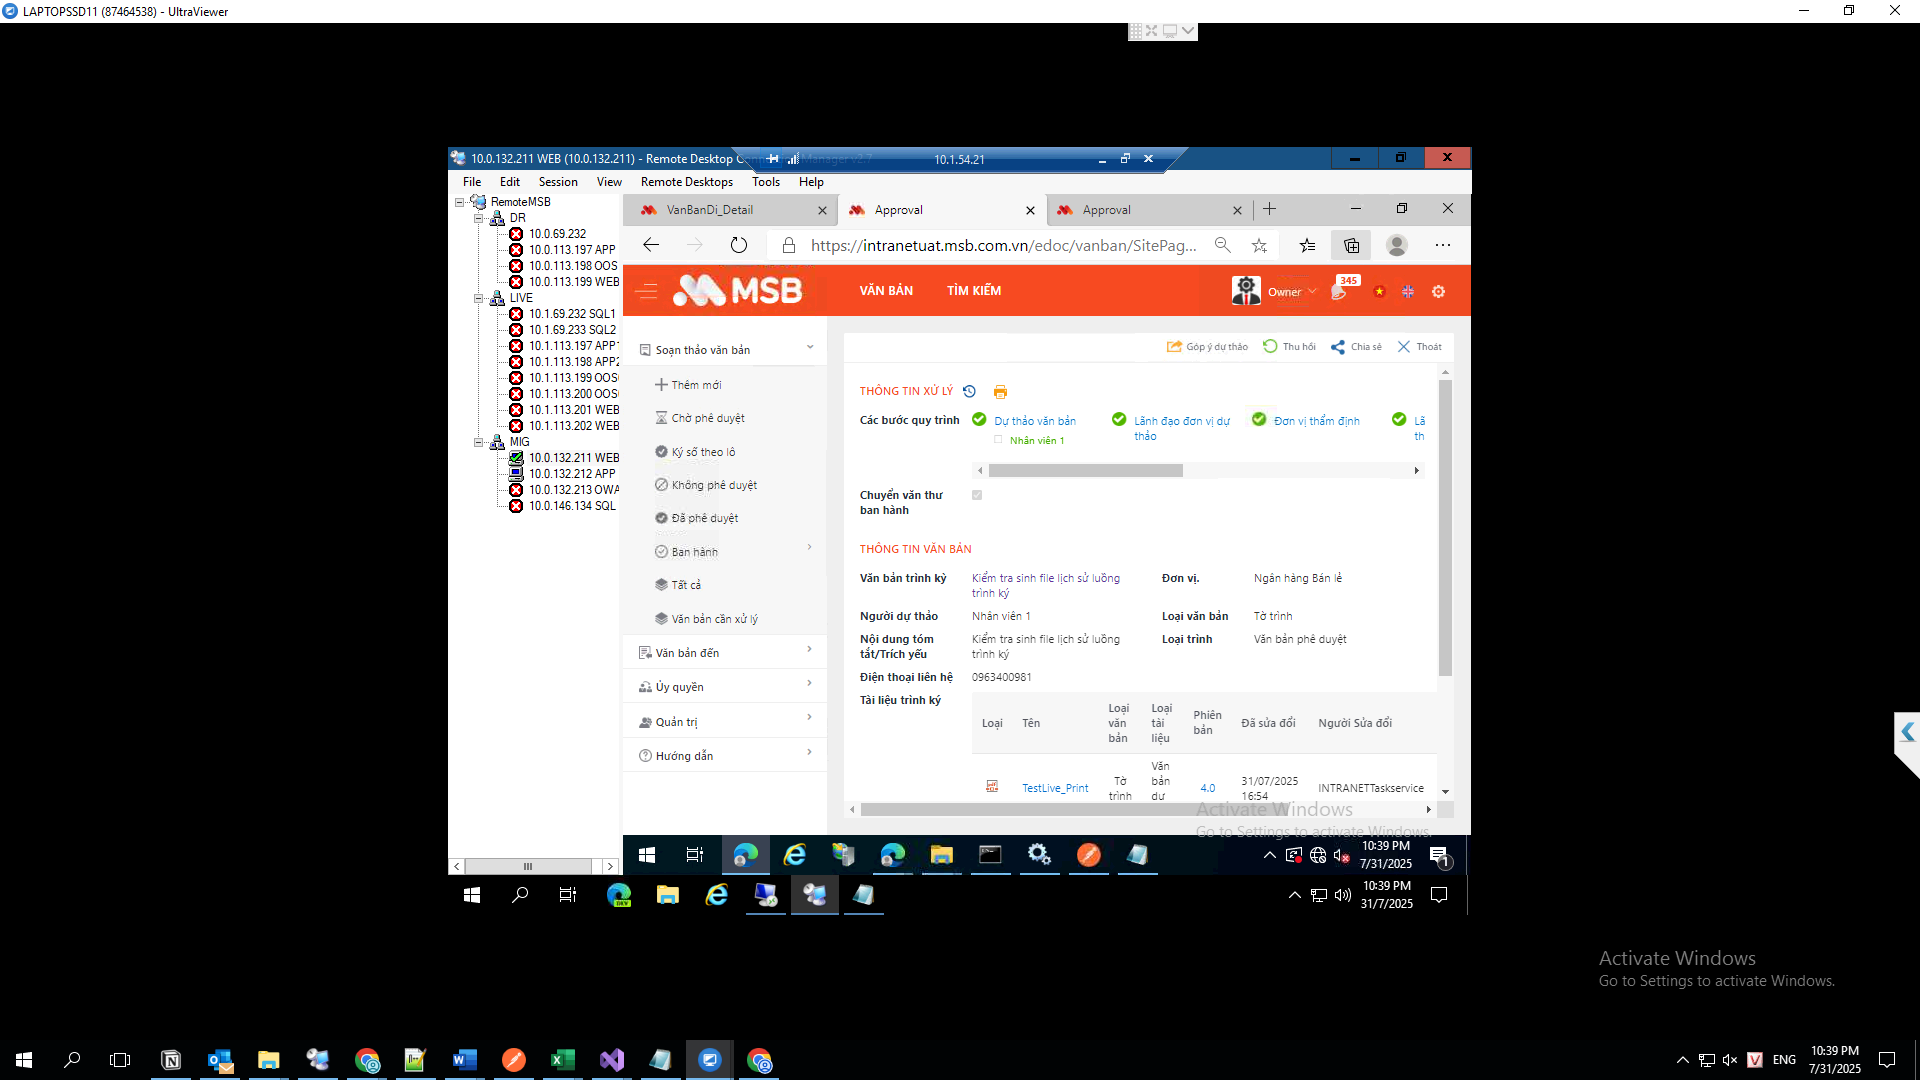 LAPTOPSSD11 (87464538) - UltraViewer
10.0.132.211 WEB (10.0.132.211) - Remote Desktop Connection Manager v2.7
10.1.54.21
File Edit Session View Remote Desktops Tools Help
RemoteMSB
DR
10.0.69.232
10.0.113.197 APP
10.0.113.198 OOS
10.0.113.199 WEB
LIVE
10.1.69.232 SQL1
10.1.69.233 SQL2
10.1.113.197 APP1
10.1.113.198 APP2
10.1.113.199 OOS
10.1.113.200 OOS
10.1.113.201 WEB
10.1.113.202 WEB
MIG
10.0.132.211 WEB
10.0.132.212 APP
10.0.132.213 OWA
10.0.146.134 SQL
VanBanDi_Detail
Approval
Approval
https://intranetuat.msb.com.vn/edoc/vanban/SitePag...
MSB
VĂN BẢN
TÌM KIẾM
Owner
345
Soạn thảo văn bản
Thêm mới
Chờ phê duyệt
Ký số theo lô
Không phê duyệt
Đã phê duyệt
Ban hành
Tất cả
Văn bản cần xử lý
Văn bản đến
Ủy quyền
Quản trị
Hướng dẫn
Góp ý dự thảo
Thu hồi
Chia sẻ
Thoát
THÔNG TIN XỬ LÝ
Các bước quy trình
Dự thảo văn bản
Nhân viên 1
Lãnh đạo đơn vị dự
thảo
Đơn vị thẩm định
Lã
th
Chuyển văn thư
ban hành
THÔNG TIN VĂN BẢN
Văn bản trình ký
Kiểm tra sinh file lịch sử luồng
trình ký
Đơn vị.
Ngân hàng Bán lẻ
Người dự thảo
Nhân viên 1
Loại văn bản
Tờ trình
Nội dung tóm
tắt/Trích yếu
Kiểm tra sinh file lịch sử luồng
trình ký
Loại trình
Văn bản phê duyệt
Điện thoại liên hệ
0963400981
Tài liệu trình ký
Loại
Tên
Loại
văn
bản
Loại
tài
liệu
Phiên
bản
Đã sửa đổi
Người Sửa đổi
TestLive_Print
Tờ
trình
Văn
bản
dự
4.0
31/07/2025
16:54
INTRANETTaskservice
Activate Windows
Go to Settings to activate Windows.
10:39 PM
7/31/2025
1
DEV
10:39 PM
31/7/2025
Activate Windows
Go to Settings to activate Windows.
ENG
10:39 PM
7/31/2025